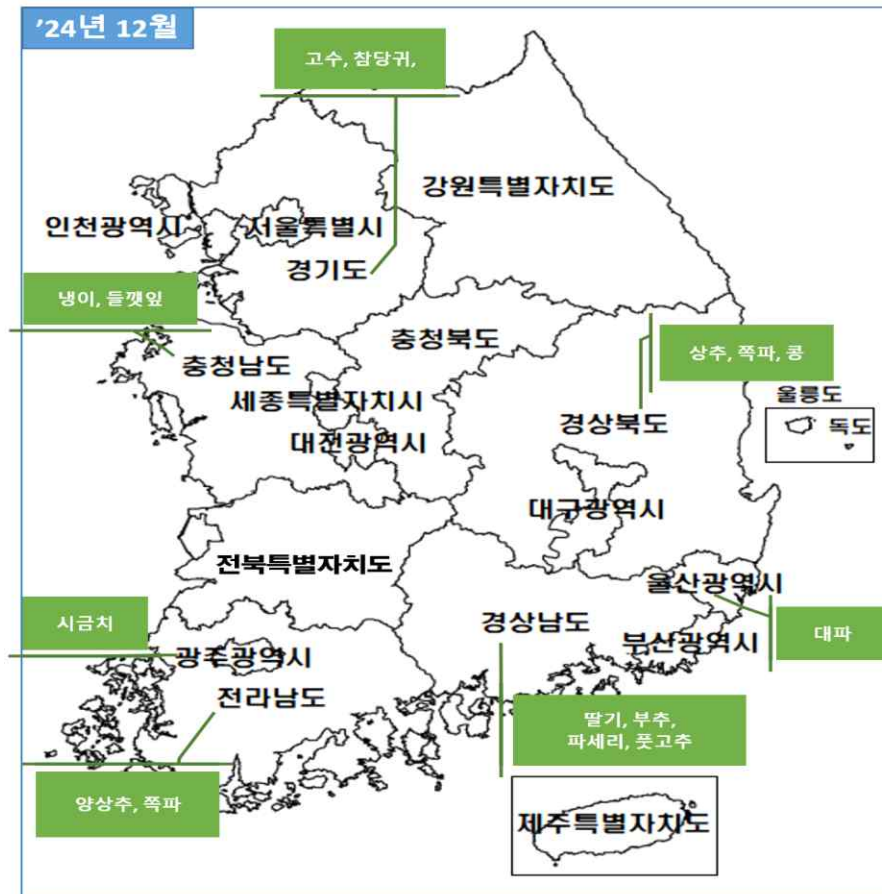 ’24년 12월
고수, 참당귀,
강원특별자치도
인천광역시
서울특별시
경기도
냉이, 들깻잎
충청북도
충청남도
상추, 쪽파, 콩
세종특별자치시
울릉도
경상북도
독도
대전광역시
대구광역시
전북특별자치도
울산광역시
시금치
경상남도
대파
부산광역시
광주광역시
전라남도
딸기, 부추,
파세리, 풋고추
양상추, 쪽파
제주특별자치도